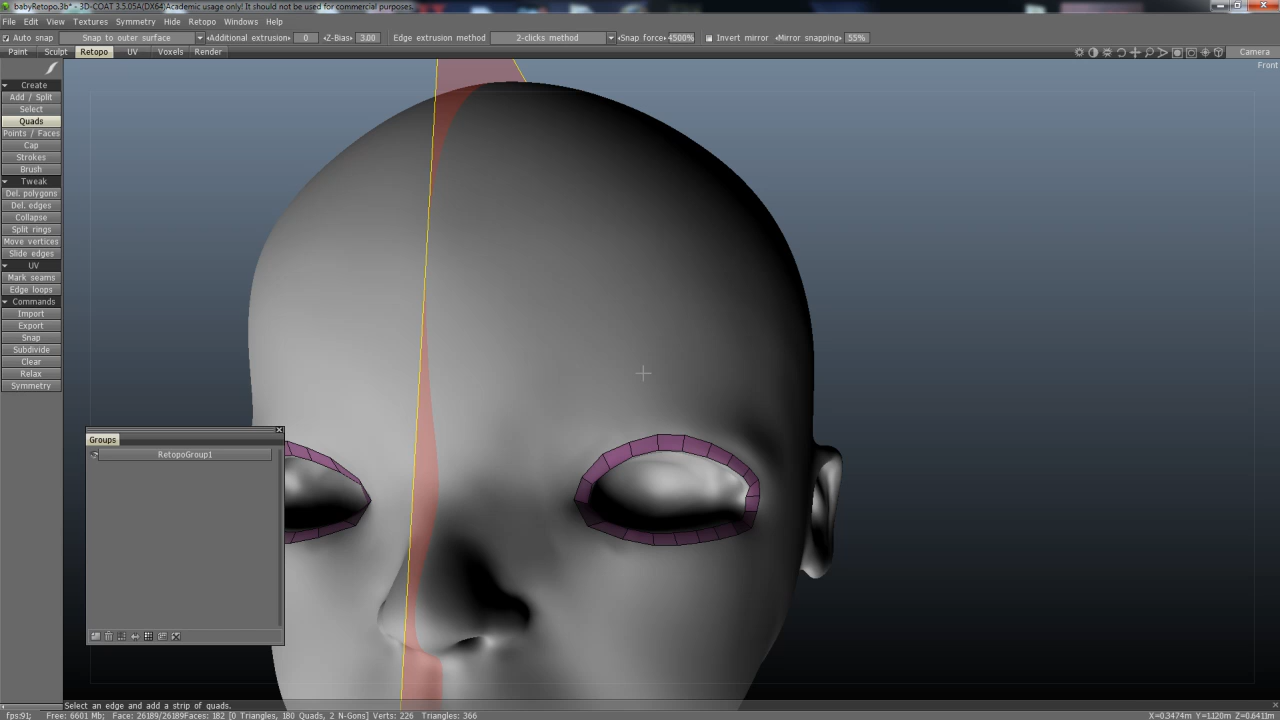 babyRetopo.3b* - 3D-COAT 3.5.05A(DX64)Academic usage only! It should not be used for commercial purposes.
File Edit View Textures Symmetry Hide Retopo Windows Help
Auto snap Snap to outer surface Additional extrusion 0 Z-Bias 3.00 Edge extrusion method 2-clicks method Snap force 4500% Invert mirror Mirror snapping 55%
Paint Sculpt Retopo UV Voxels Render Camera
Front
Create
Add / Split
Select
Quads
Points / Faces
Cap
Strokes
Brush
Tweak
Del. polygons
Del. edges
Collapse
Split rings
Move vertices
Slide edges
UV
Mark seams
Edge loops
Commands
Import
Export
Snap
Subdivide
Clear
Relax
Symmetry
Groups
RetopoGroup1
Select an edge and add a strip of quads.
fps:91; Free: 6601 Mb; Face: 26189/26189Faces: 182 [0 Triangles, 180 Quads, 2 N-Gons] Verts: 226 Triangles: 366 X=0.3474m Y=1.120m Z=0.6411m